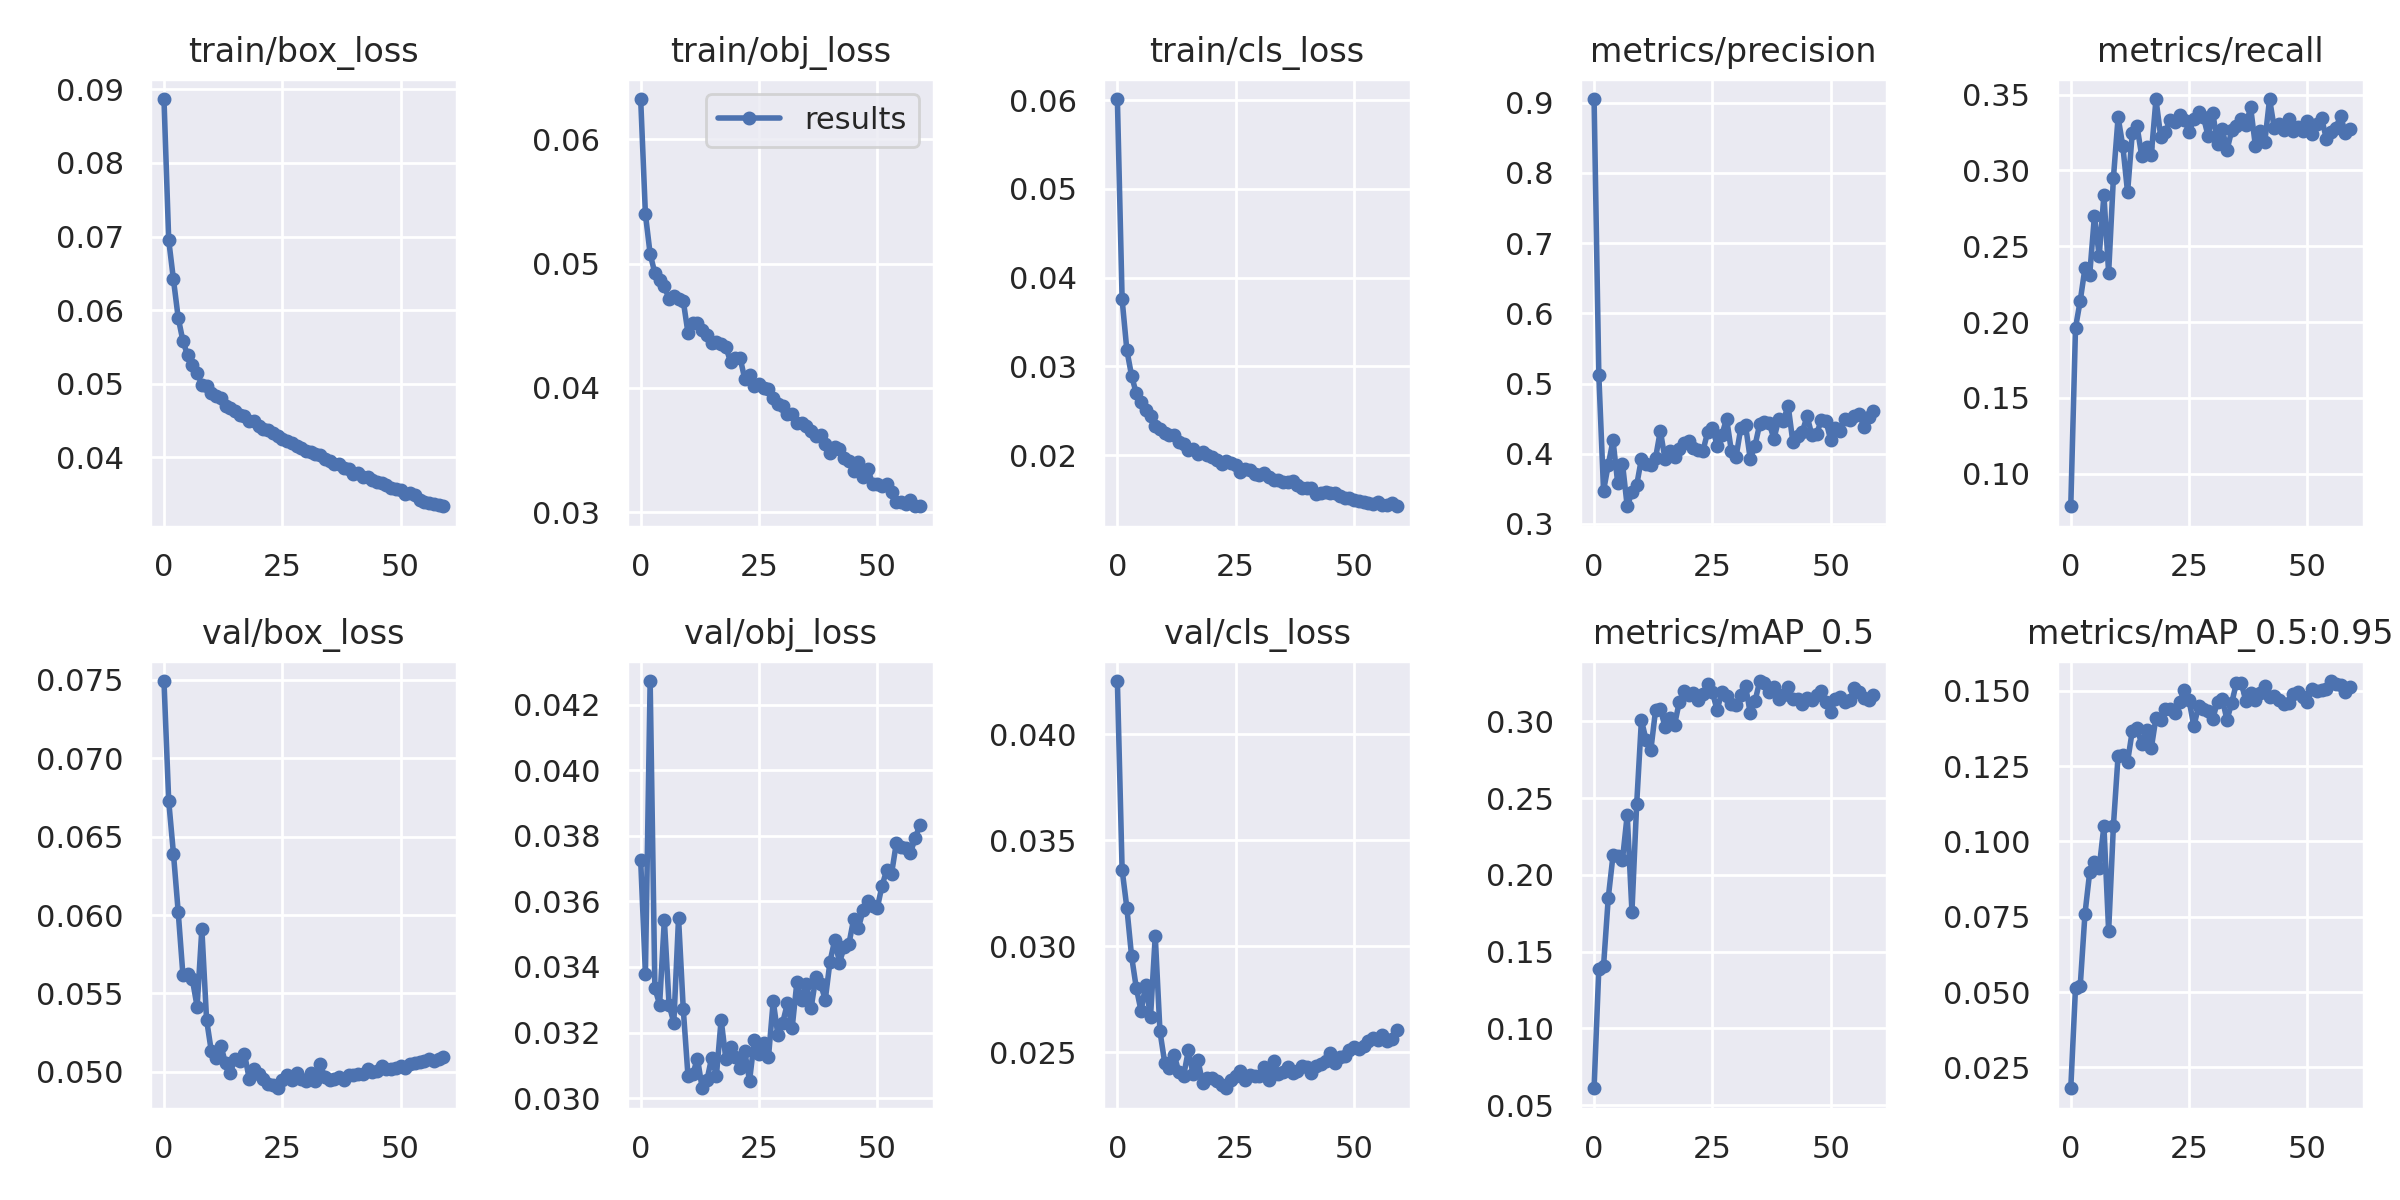 train/box_loss
0.09
0.08
0.07
0.06
0.05
0.04
0 25 50
train/obj_loss
results
0.06
0.05
0.04
0.03
0 25 50
train/cls_loss
0.06
0.05
0.04
0.03
0.02
0 25 50
metrics/precision
0.9
0.8
0.7
0.6
0.5
0.4
0.3
0 25 50
metrics/recall
0.35
0.30
0.25
0.20
0.15
0.10
0 25 50
val/box_loss
0.075
0.070
0.065
0.060
0.055
0.050
0 25 50
val/obj_loss
0.042
0.040
0.038
0.036
0.034
0.032
0.030
0 25 50
val/cls_loss
0.040
0.035
0.030
0.025
0 25 50
metrics/mAP_0.5
0.30
0.25
0.20
0.15
0.10
0.05
0 25 50
metrics/mAP_0.5:0.95
0.150
0.125
0.100
0.075
0.050
0.025
0 25 50